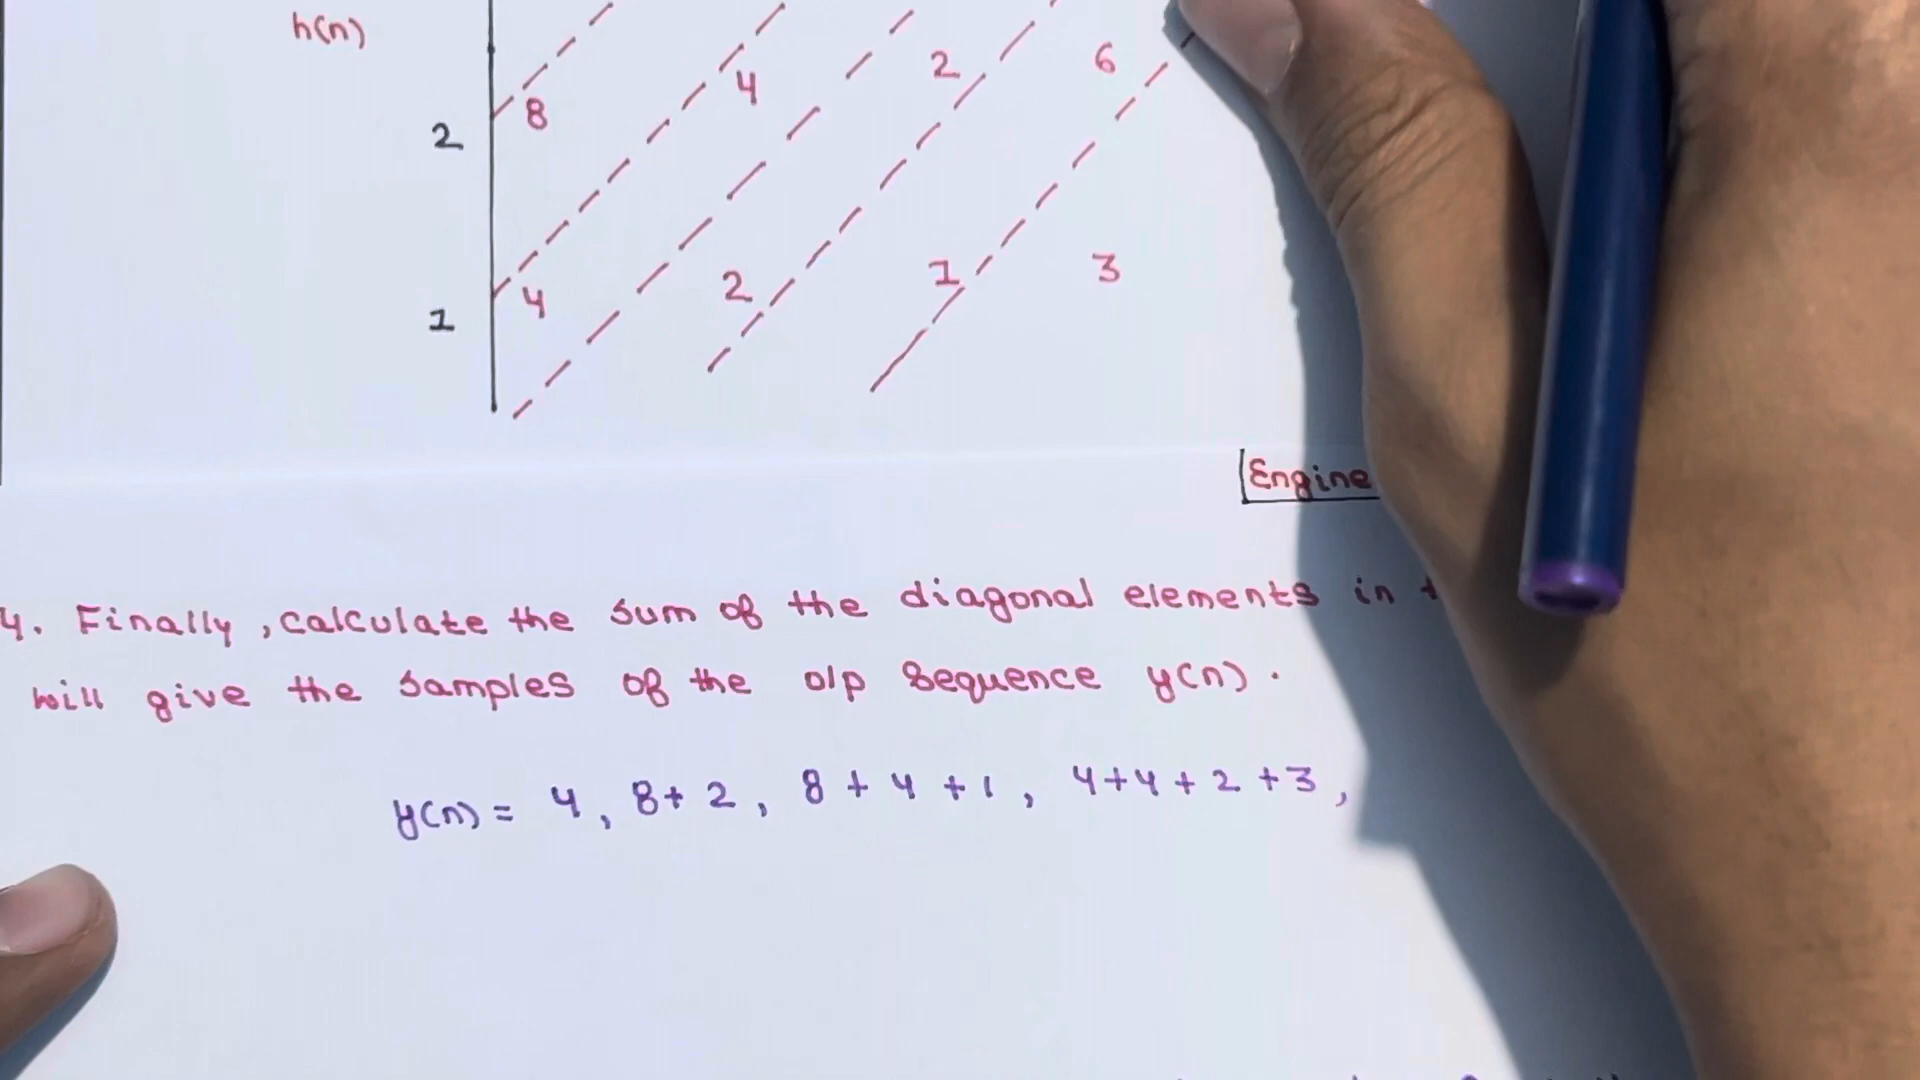 h(n)
2 8 4 2 6
1 4 2 1 3
Engine
4. Finally, calculate the sum of the diagonal elements in
will give the samples of the o/p Sequence y(n).
y(n) = 4, 8+2, 8+4+1, 4+4+2+3,